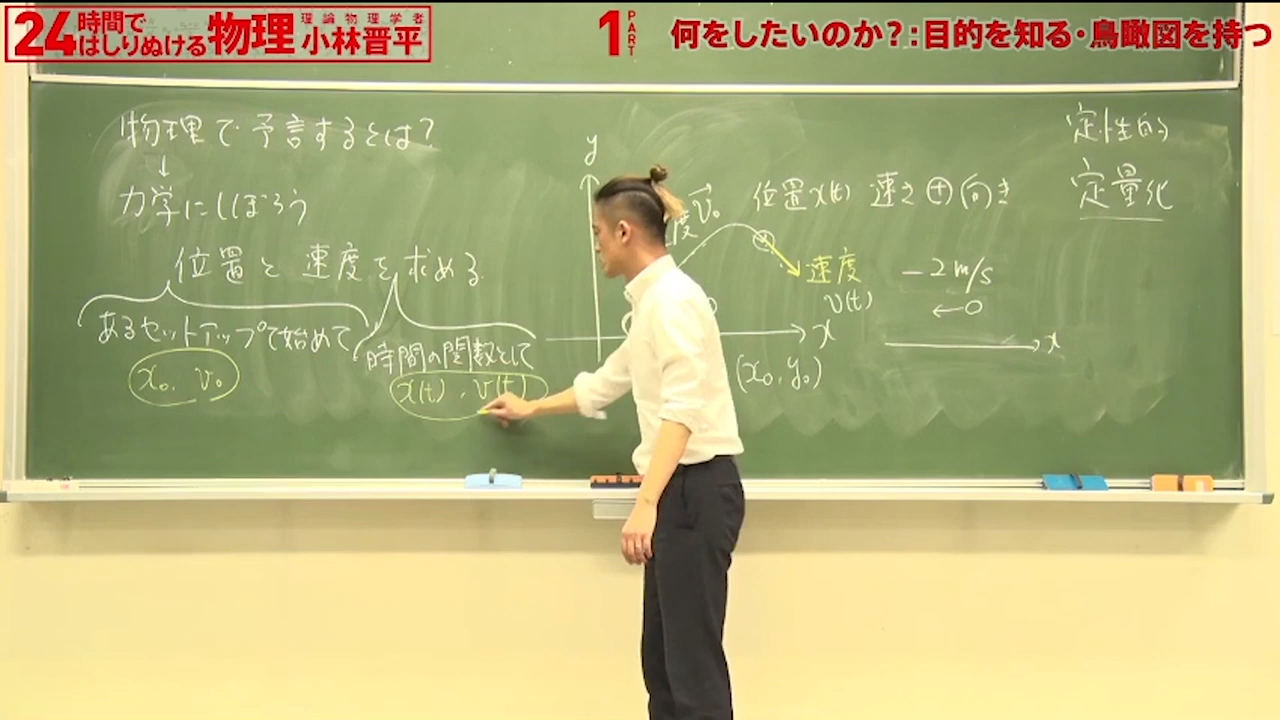 24時間ではしりぬける物理
理論物理学者
小林晋平
1 PART
何をしたいのか?:目的を知る・鳥瞰図を持つ
物理で予言するとは?
↓
力学にしぼろう
位置と速度を求める
あるセットアップで始めて
x₀, v₀
時間の関数として
x(t), v(t)
y
度 v⃗₀
位置x(t) 速さ⊕向き
速度
v(t)
x
(x₀, y₀)
定性的
定量化
-2m/s
←0
x